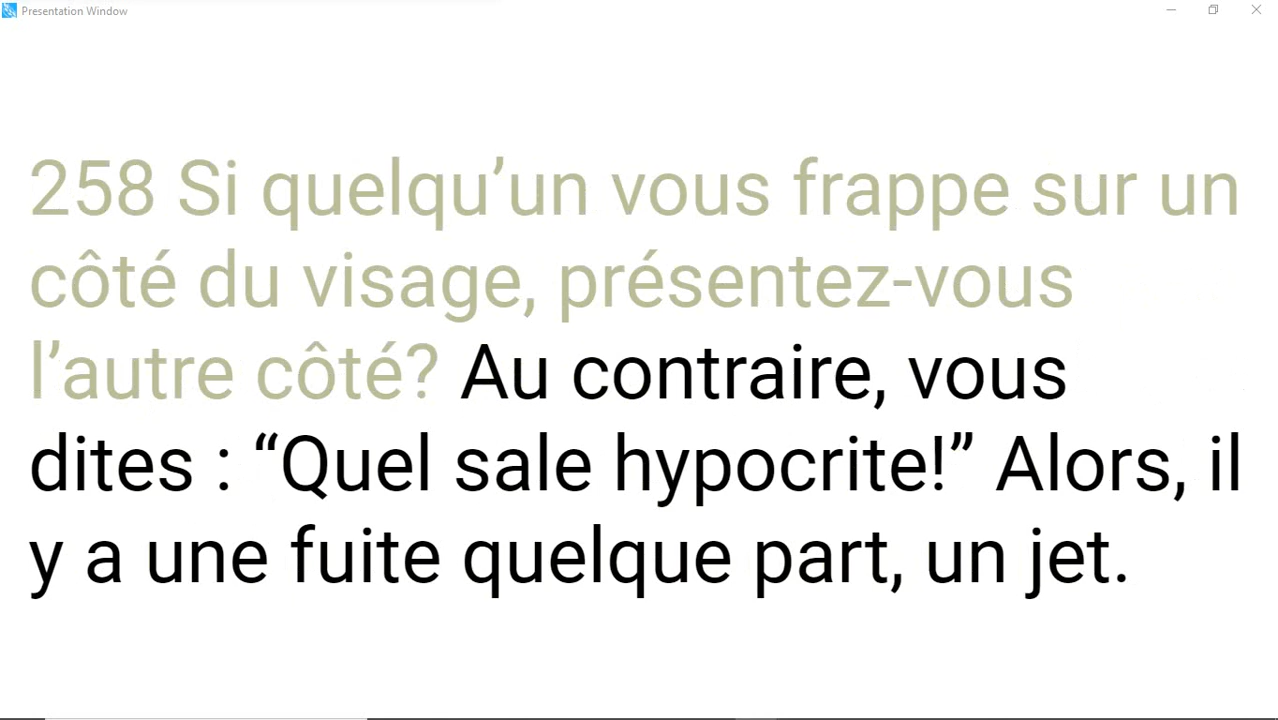 Presentation Window
258 Si quelqu’un vous frappe sur un
côté du visage, présentez-vous
l’autre côté? Au contraire, vous
dites : “Quel sale hypocrite!” Alors, il
y a une fuite quelque part, un jet.